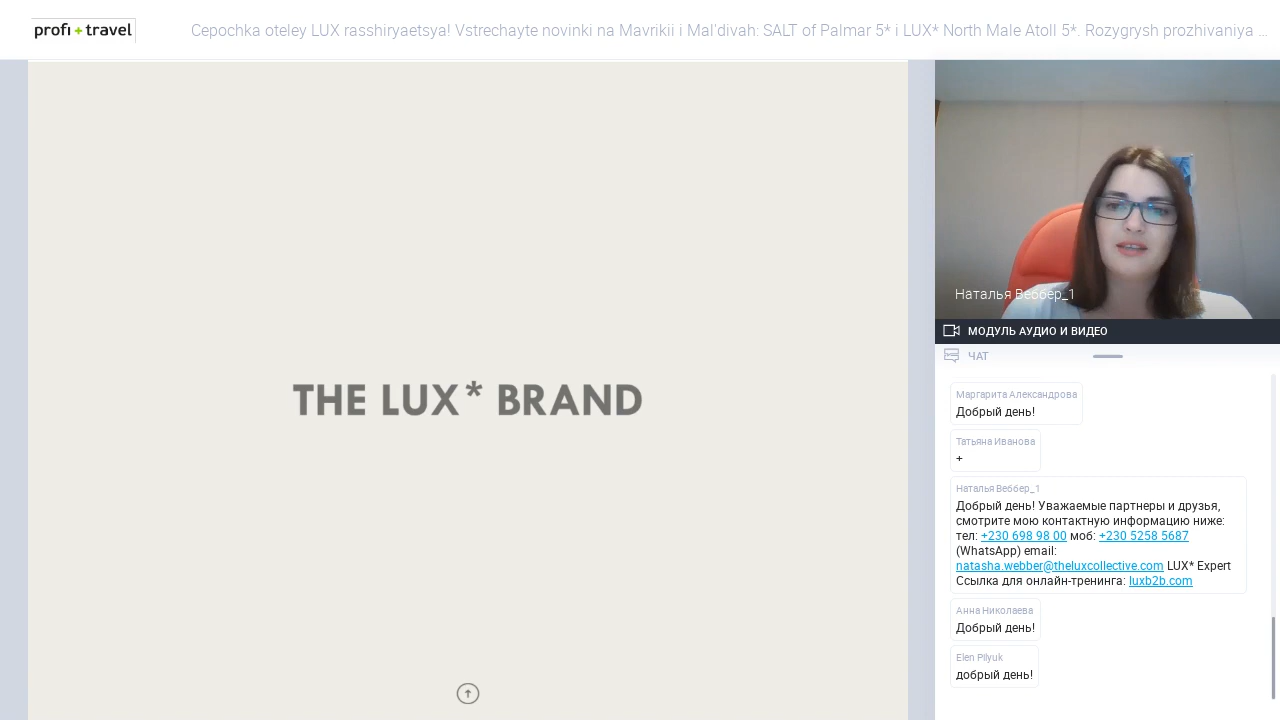 profi + travel
Cepochka oteley LUX rasshiryaetsya! Vstrechayte novinki na Mavrikii i Mal'divah: SALT of Palmar 5* i LUX* North Male Atoll 5*. Rozygrysh prozhivaniya ...
THE LUX* BRAND
Наталья Веббер_1
МОДУЛЬ АУДИО И ВИДЕО
ЧАТ
Маргарита Александрова
Добрый день!
Татьяна Иванова
+
Наталья Веббер_1
Добрый день! Уважаемые партнеры и друзья,
смотрите мою контактную информацию ниже:
тел: +230 698 98 00 моб: +230 5258 5687
(WhatsApp) email:
natasha.webber@theluxcollective.com LUX* Expert
Ссылка для онлайн-тренинга: luxb2b.com
Анна Николаева
Добрый день!
Elen Pilyuk
добрый день!